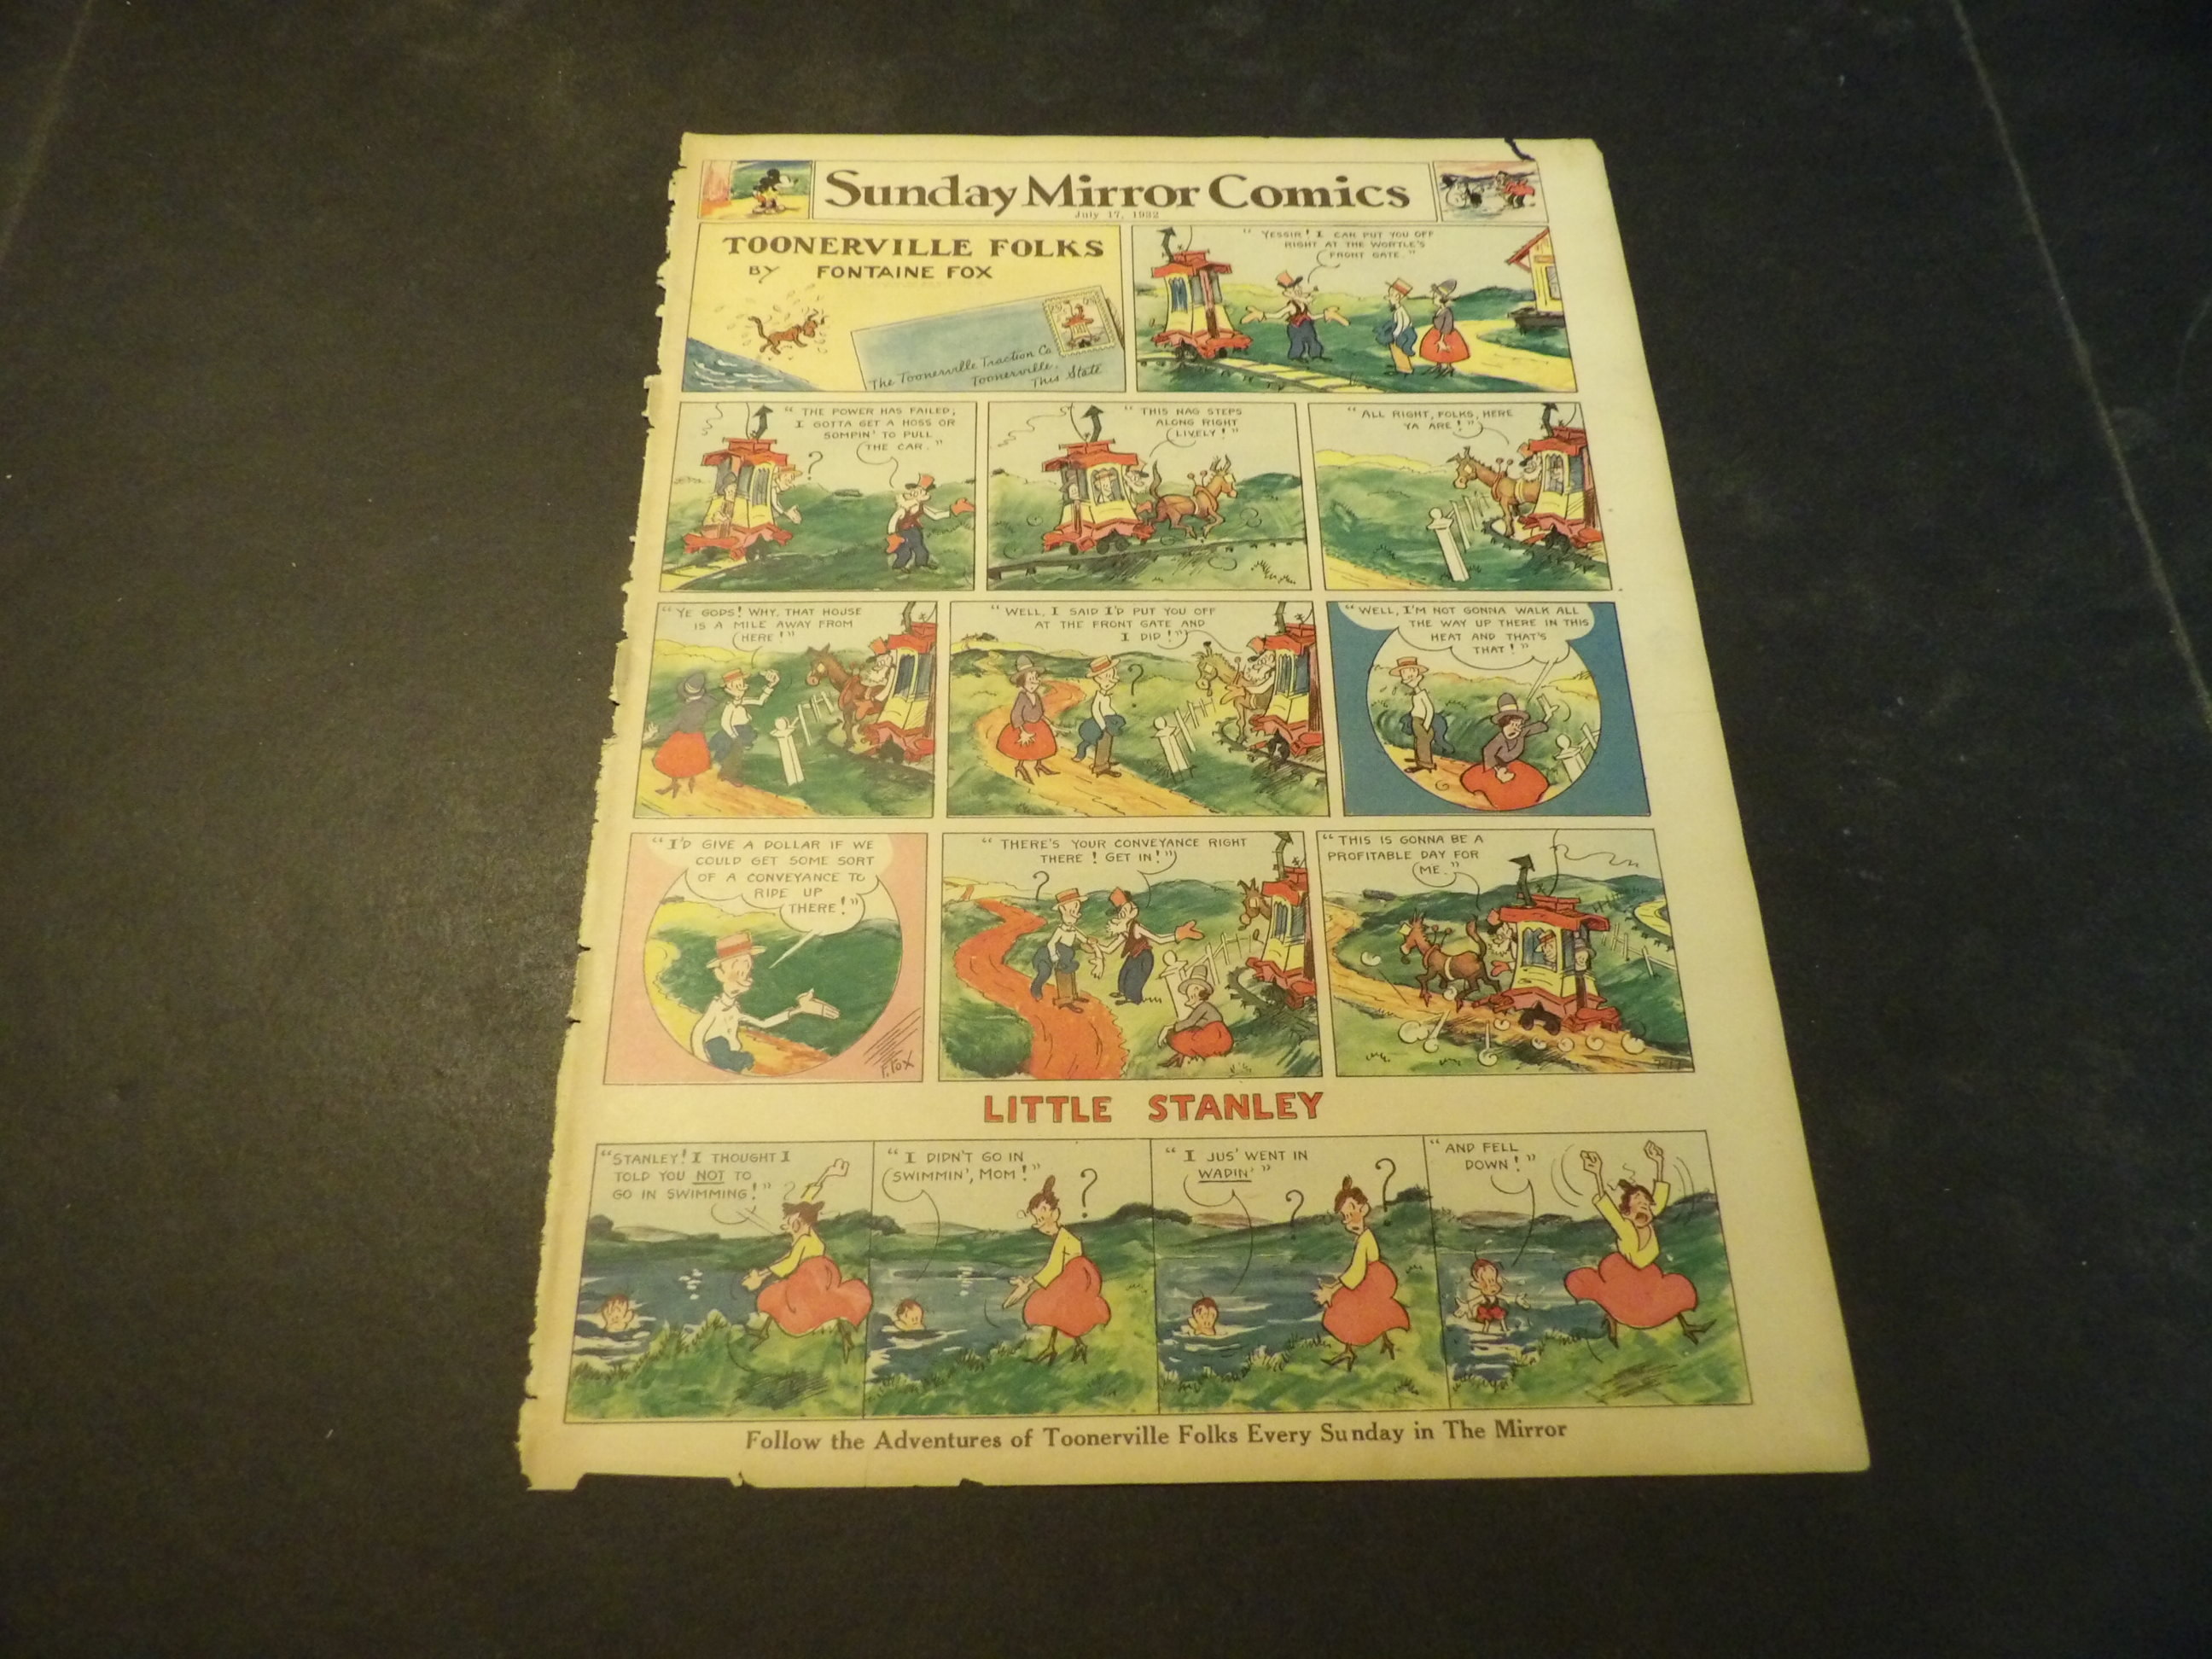 Sunday Mirror Comics
July 17, 1932
TOONERVILLE FOLKS
BY FONTAINE FOX
The Toonerville Traction Co
Toonerville,
This State
"YESSIR! I CAN PUT YOU OFF
RIGHT AT THE WORTLE'S
FRONT GATE."
"THE POWER HAS FAILED;
I GOTTA GET A HOSS OR
SOMPIN' TO PULL
THE CAR."
?
"THIS NAG STEPS
ALONG RIGHT
LIVELY!"
"ALL RIGHT, FOLKS, HERE
YA ARE!"
"YE GODS! WHY, THAT HOUSE
IS A MILE AWAY FROM
HERE!"
"WELL, I SAID I'D PUT YOU OFF
AT THE FRONT GATE AND
I DID!"
?
"WELL, I'M NOT GONNA WALK ALL
THE WAY UP THERE IN THIS
HEAT AND THAT'S
THAT!"
"I'D GIVE A DOLLAR IF WE
COULD GET SOME SORT
OF A CONVEYANCE TO
RIDE UP
THERE!"
F. FOX
"THERE'S YOUR CONVEYANCE RIGHT
THERE! GET IN!"
?
"THIS IS GONNA BE A
PROFITABLE DAY FOR
ME."
LITTLE STANLEY
"STANLEY! I THOUGHT I
TOLD YOU NOT TO
GO IN SWIMMING!"
?
"I DIDN'T GO IN
SWIMMIN', MOM!"
?
"I JUS' WENT IN
WADIN'"
? ?
"AND FELL
DOWN!"
Follow the Adventures of Toonerville Folks Every Sunday in The Mirror